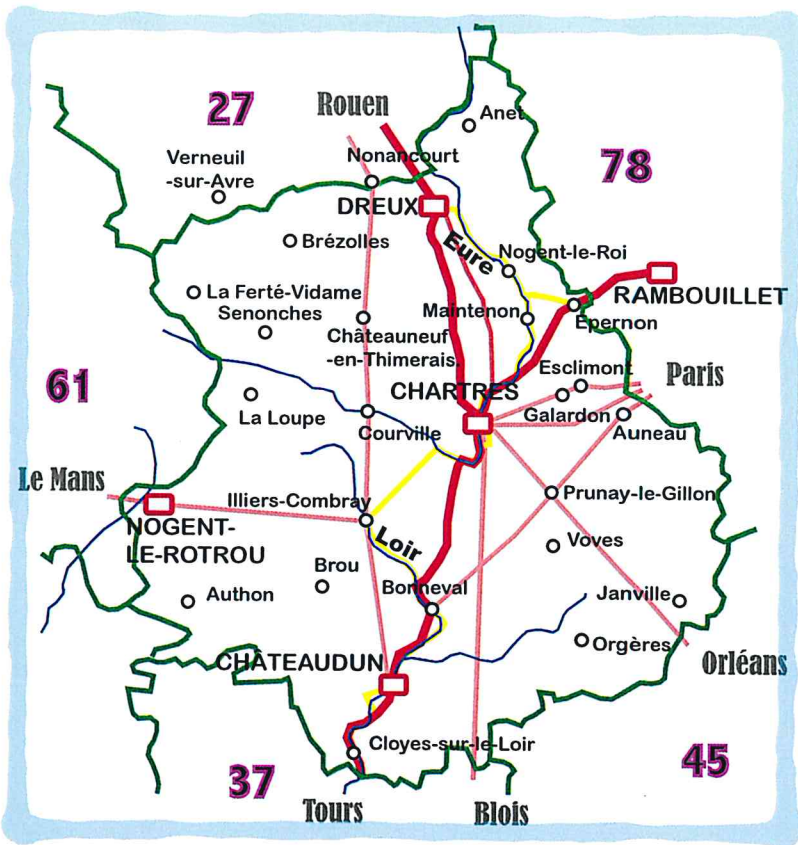 27
Rouen
Anet
78
Verneuil
-sur-Avre
Nonancourt
DREUX
Brézolles
Eure
Nogent-le-Roi
La Ferté-Vidame
RAMBOUILLET
Senonches
Maintenon
Épernon
Châteauneuf
-en-Thimerais.
61
Esclimont
Paris
CHARTRES
La Loupe
Galardon
Courville
Auneau
Le Mans
Illiers-Combray
Prunay-le-Gillon
NOGENT-
LE-ROTROU
Loir
Voves
Brou
Authon
Bonneval
Janville
Orgères
CHÂTEAUDUN
Orléans
Cloyes-sur-le-Loir
37
45
Tours
Blois